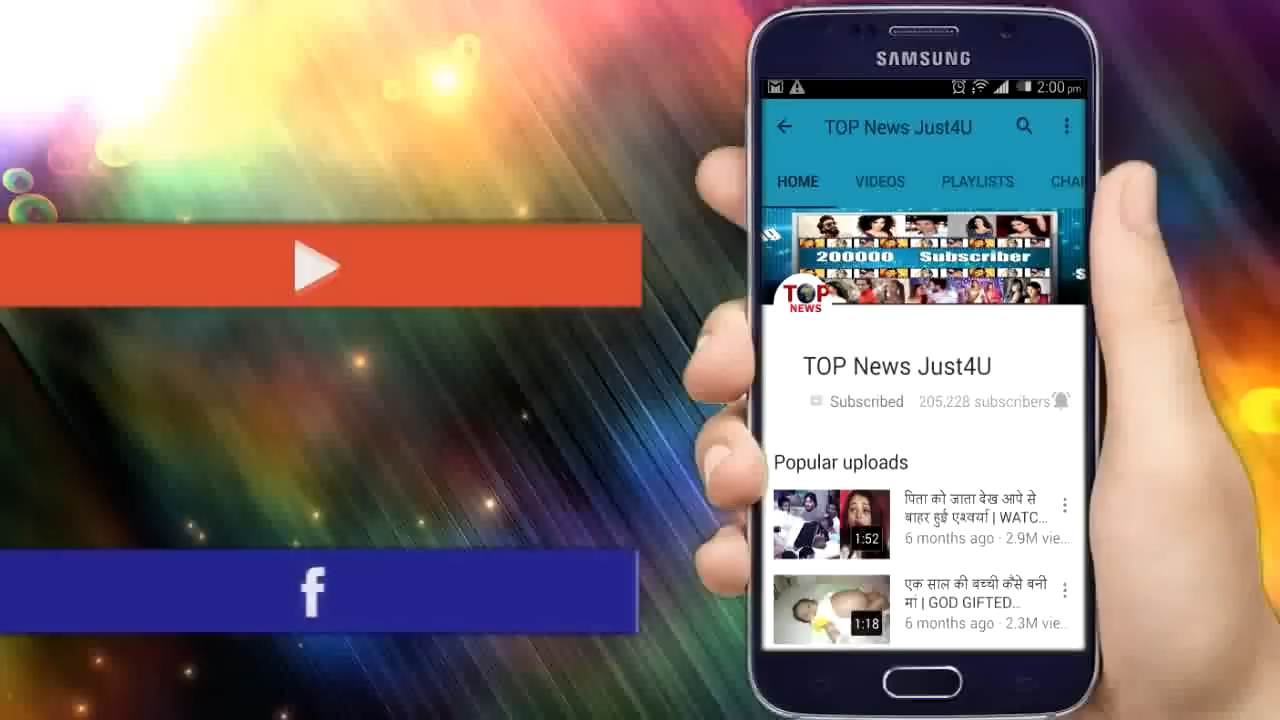 SAMSUNG
2:00 pm
TOP News Just4U
HOME VIDEOS PLAYLISTS CHA
200000 Subscriber
TOP
NEWS
TOP News Just4U
Subscribed 205,228 subscribers
Popular uploads
पिता को जाता देख आपे से
बाहर हुई एश्वर्या | WATC...
6 months ago · 2.9M vie...
1:52
एक साल की बच्ची कैसे बनी
मां | GOD GIFTED...
6 months ago · 2.3M vie...
1:18
f